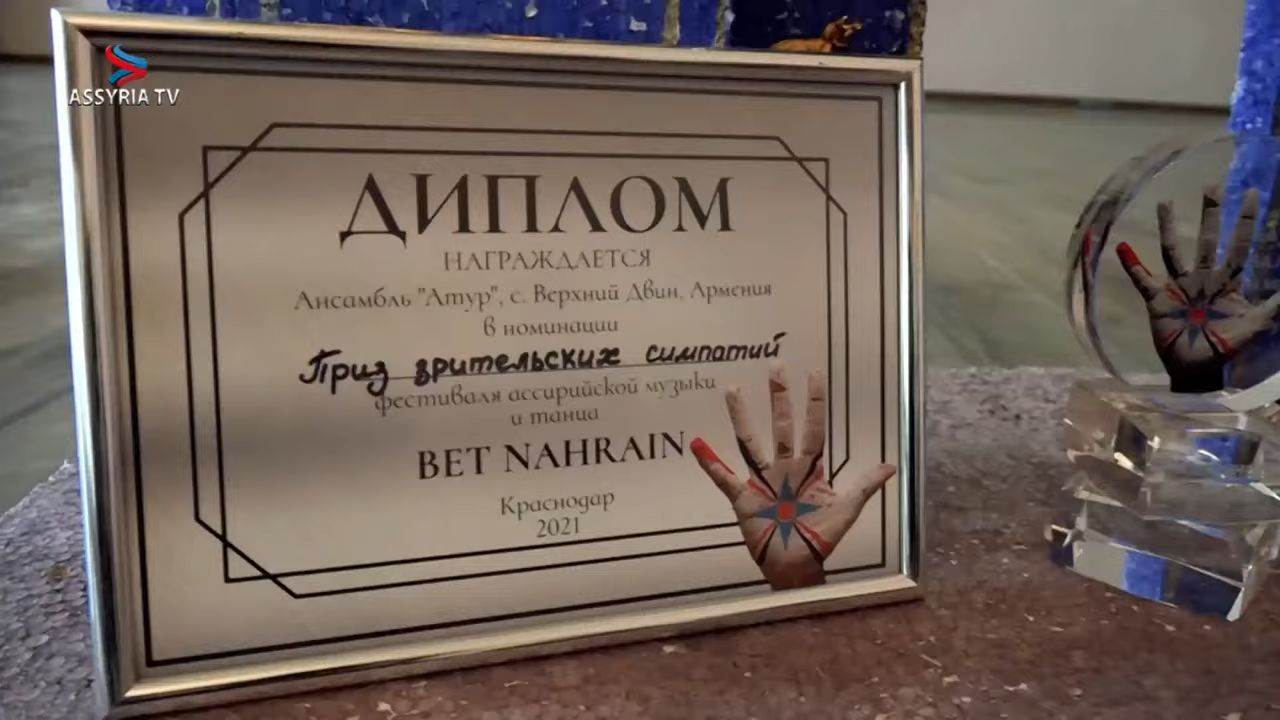 ASSYRIA TV
ДИПЛОМ
НАГРАЖДАЕТСЯ
Ансамбль "Атур", с. Верхний Двин, Армения
в номинации
Приз зрительских симпатий
фестиваля ассирийской музыки
и танца
BET NAHRAIN
Краснодар
2021